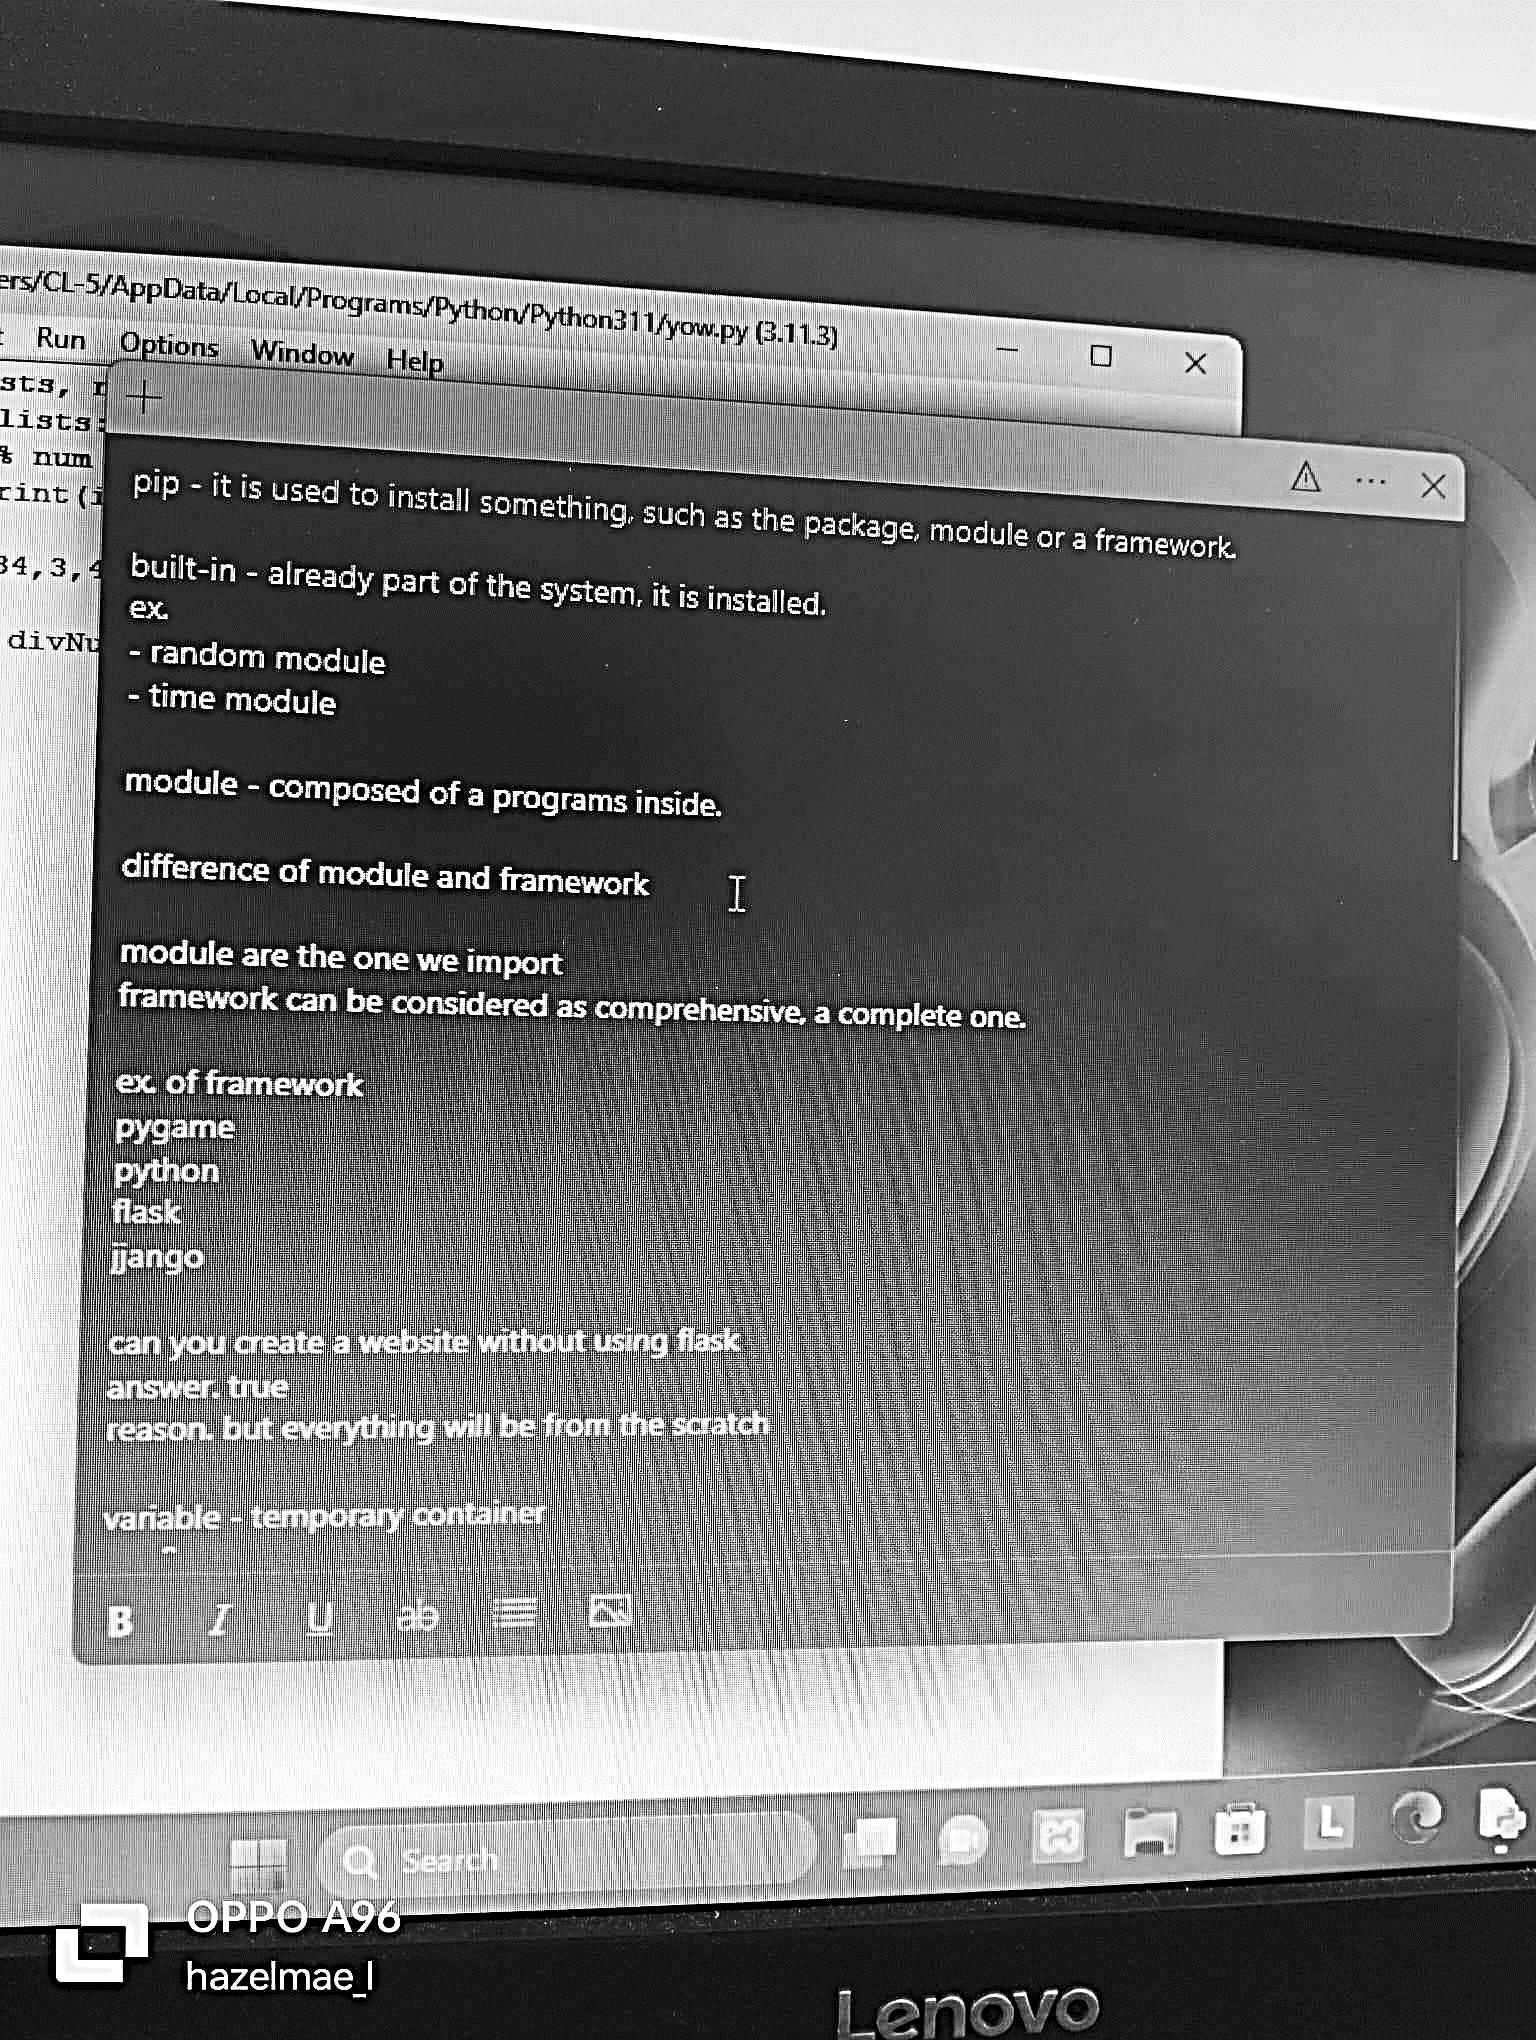 ers/CL-5/AppData/Local/Programs/Python/Python311/yow.py (3.11.3)
Run Options Window Help
sts,
lists:
% num
rint(i
34,3,4
divNu
pip - it is used to install something, such as the package, module or a framework.
built-in - already part of the system, it is installed.
ex.
- random module
- time module
module - composed of a programs inside.
difference of module and framework
module are the one we import
framework can be considered as comprehensive, a complete one.
ex. of framework
pygame
python
flask
jjango
can you create a website without using flask
answer. true
reason. but everything will be from the scratch
variable - temporary container
B I U ab
Search
L
OPPO A96
hazelmae_l
Lenovo